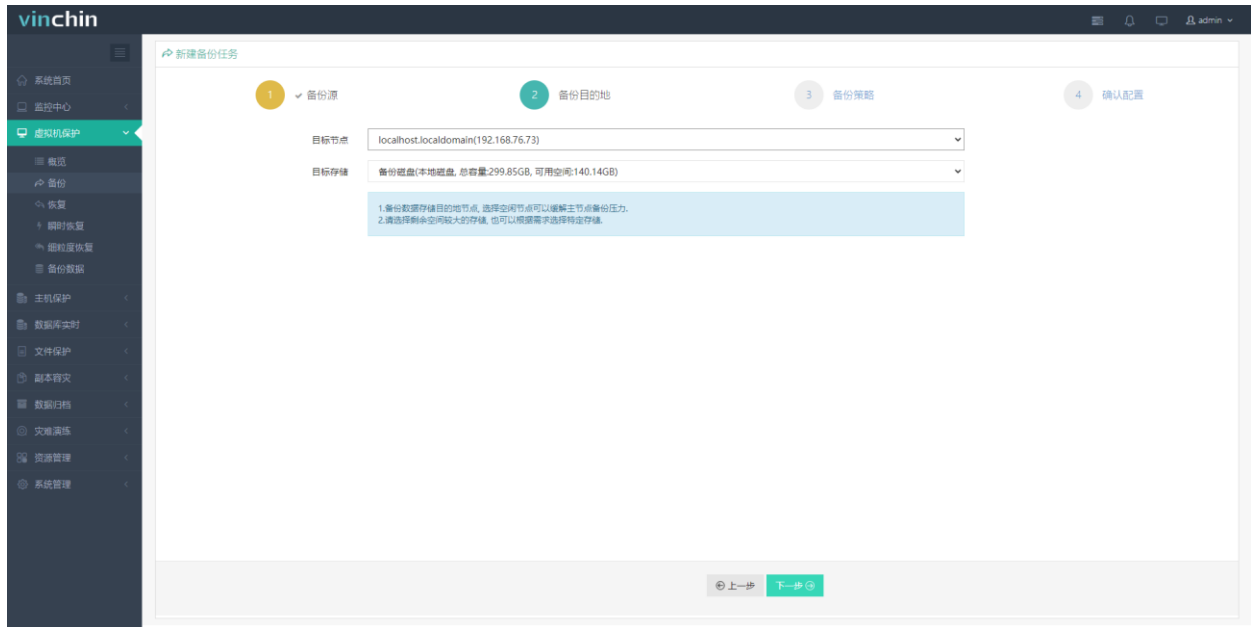 vinchin
admin
新建备份任务
系统首页
监控中心
虚拟机保护
概览
备份
恢复
瞬时恢复
细粒度恢复
备份数据
主机保护
数据库实时
文件保护
副本容灾
数据归档
灾难演练
资源管理
系统管理
1 备份源
2 备份目的地
3 备份策略
4 确认配置
目标节点 localhost.localdomain(192.168.76.73)
目标存储 备份磁盘(本地磁盘, 总容量:299.85GB, 可用空间:140.14GB)
1.备份数据存储目的地节点, 选择空闲节点可以缓解主节点备份压力.
2.请选择剩余空间较大的存储, 也可以根据需求选择特定存储.
上一步 下一步